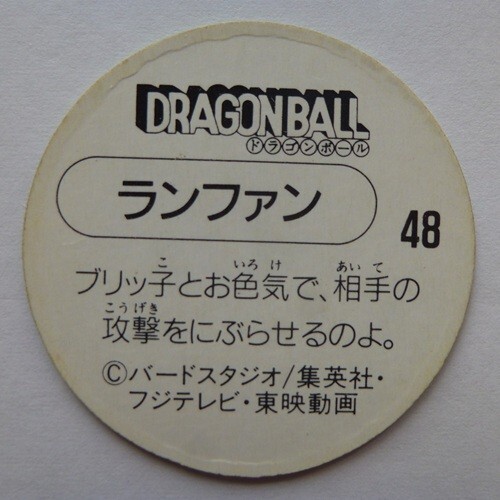 DRAGONBALL
ドラゴンボール
ランファン
48
ブリッ子とお色気で、相手の
攻撃をにぶらせるのよ。
©バードスタジオ/集英社・
フジテレビ・東映動画